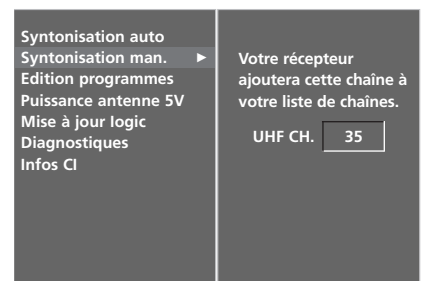 Syntonisation auto
Syntonisation man. ►
Edition programmes
Puissance antenne 5V
Mise à jour logic
Diagnostiques
Infos CI
Votre récepteur
ajoutera cette chaîne à
votre liste de chaînes.
UHF CH. 35